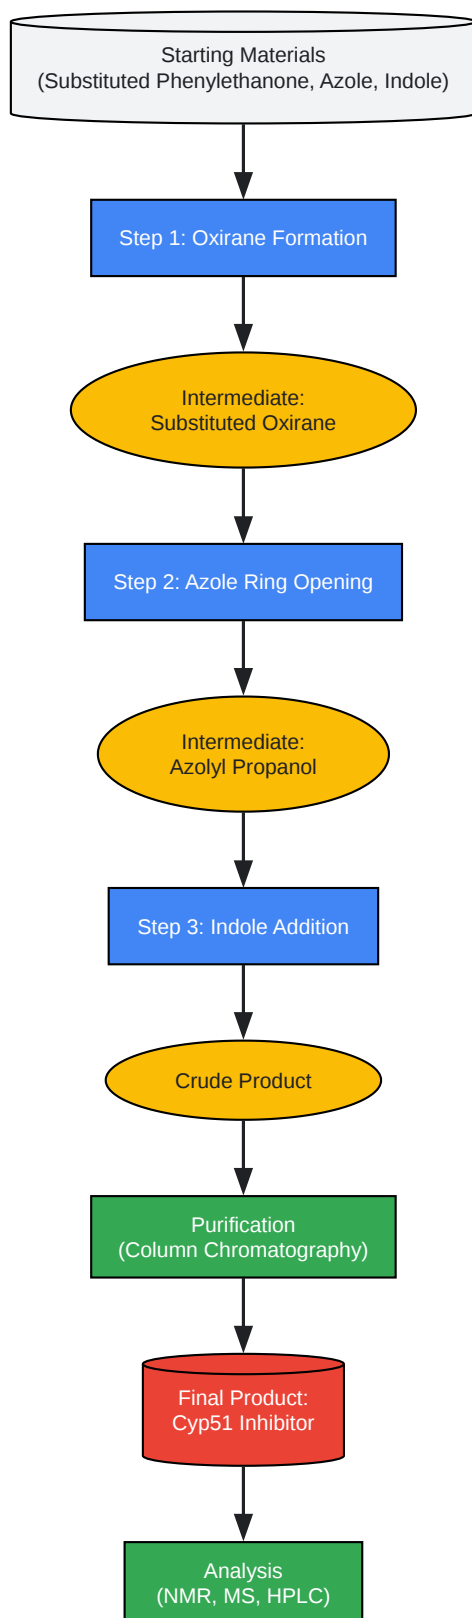 Starting Materials
(Substituted Phenylethanone, Azole, Indole)
Step 1: Oxirane Formation
Intermediate:
Substituted Oxirane
Step 2: Azole Ring Opening
Intermediate:
Azolyl Propanol
Step 3: Indole Addition
Crude Product
Purification
(Column Chromatography)
Final Product:
Cyp51 Inhibitor
Analysis
(NMR, MS, HPLC)